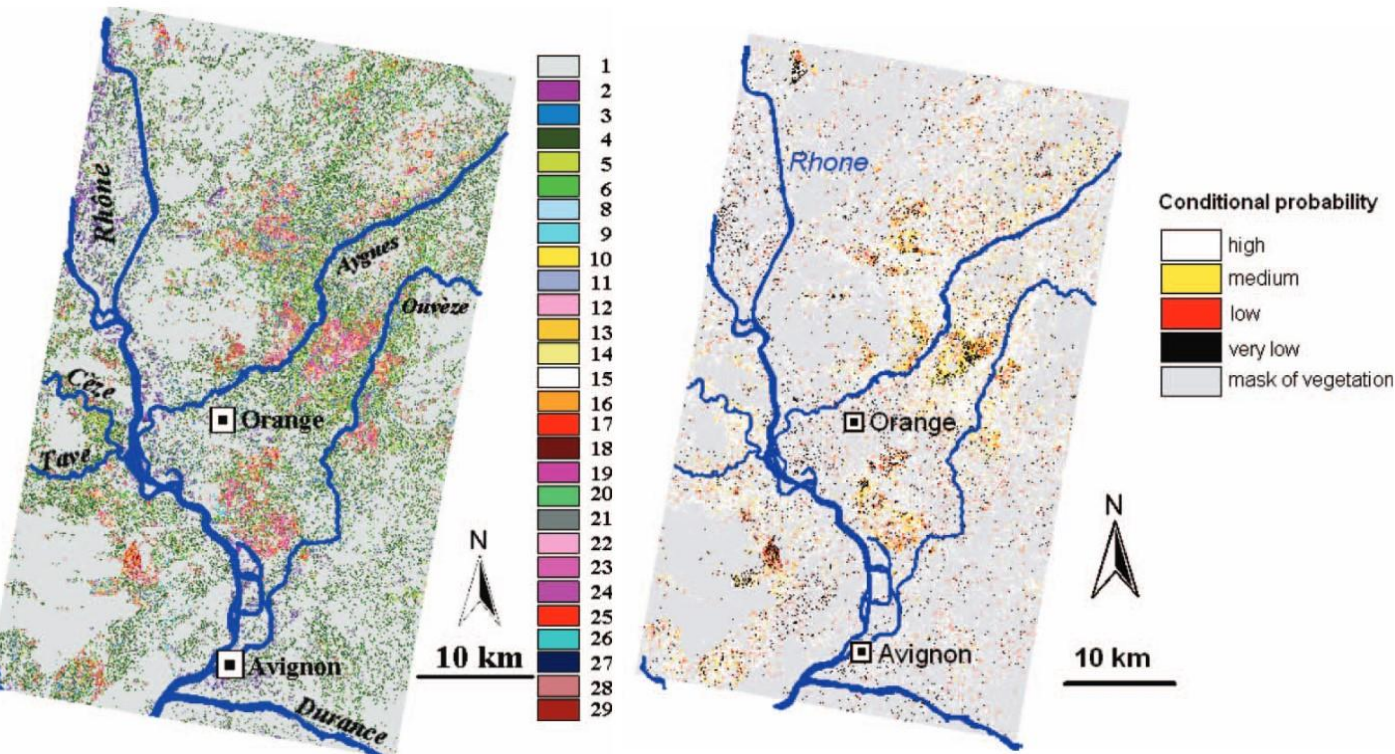 Rhône
Aygues
Ouvèze
Cèze
Tave
Orange
Avignon
Durance
N
10 km
1
2
3
4
5
6
8
9
10
11
12
13
14
15
16
17
18
19
20
21
22
23
24
25
26
27
28
29
Rhone
Orange
Avignon
N
10 km
Conditional probability
high
medium
low
very low
mask of vegetation